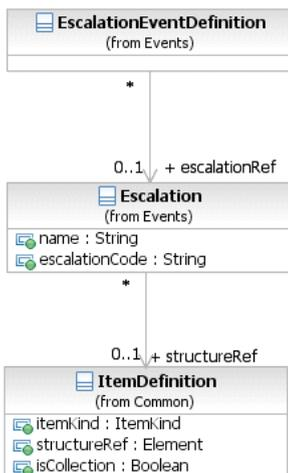 EscalationEventDefinition
(from Events)
*
0..1 + escalationRef
Escalation
(from Events)
name : String
escalationCode : String
*
0..1 + structureRef
ItemDefinition
(from Common)
itemKind : ItemKind
structureRef : Element
isCollection : Boolean